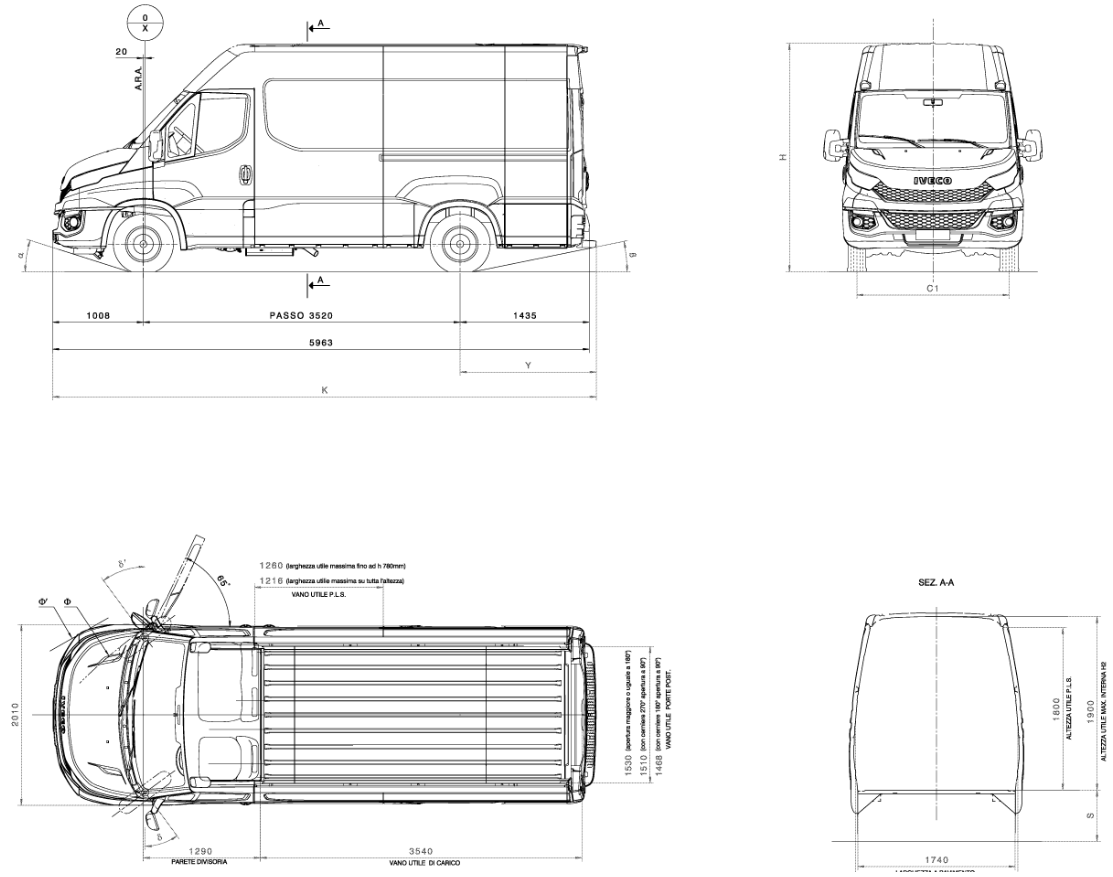 0
X
A
20
A.R.A.
H
IVECO
α
β
A
C1
1008
PASSO 3520
1435
5963
Y
K
δ'
65°
1260 (larghezza utile massima fino ad h 780mm)
1216 (larghezza utile massima su tutta l'altezza)
VANO UTILE P.L.S.
SEZ. A-A
Φ'
Φ
2010
IVECO
1530 (apertura maggiore o uguale a 180°)
1510 (con cerniere 270° apertura a 90°)
1468 (con cerniere 180° apertura a 90°)
VANO UTILE PORTE POST.
1800
ALTEZZA UTILE P.L.S.
1900
ALTEZZA UTILE MAX. INTERNA H2
S
δ
1290
PARETE DIVISORIA
3540
VANO UTILE DI CARICO
1740